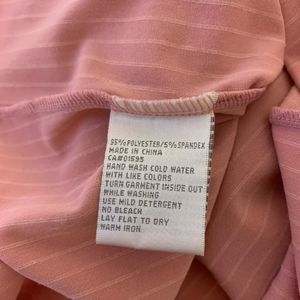 95%POLYESTER/5%SPANDEX
MADE IN CHINA
CA#01595
HAND WASH COLD WATER
WITH LIKE COLORS
TURN GARMENT INSIDE OUT
WHILE WASHING
USE MILD DETERGENT
NO BLEACH
LAY FLAT TO DRY
WARM IRON